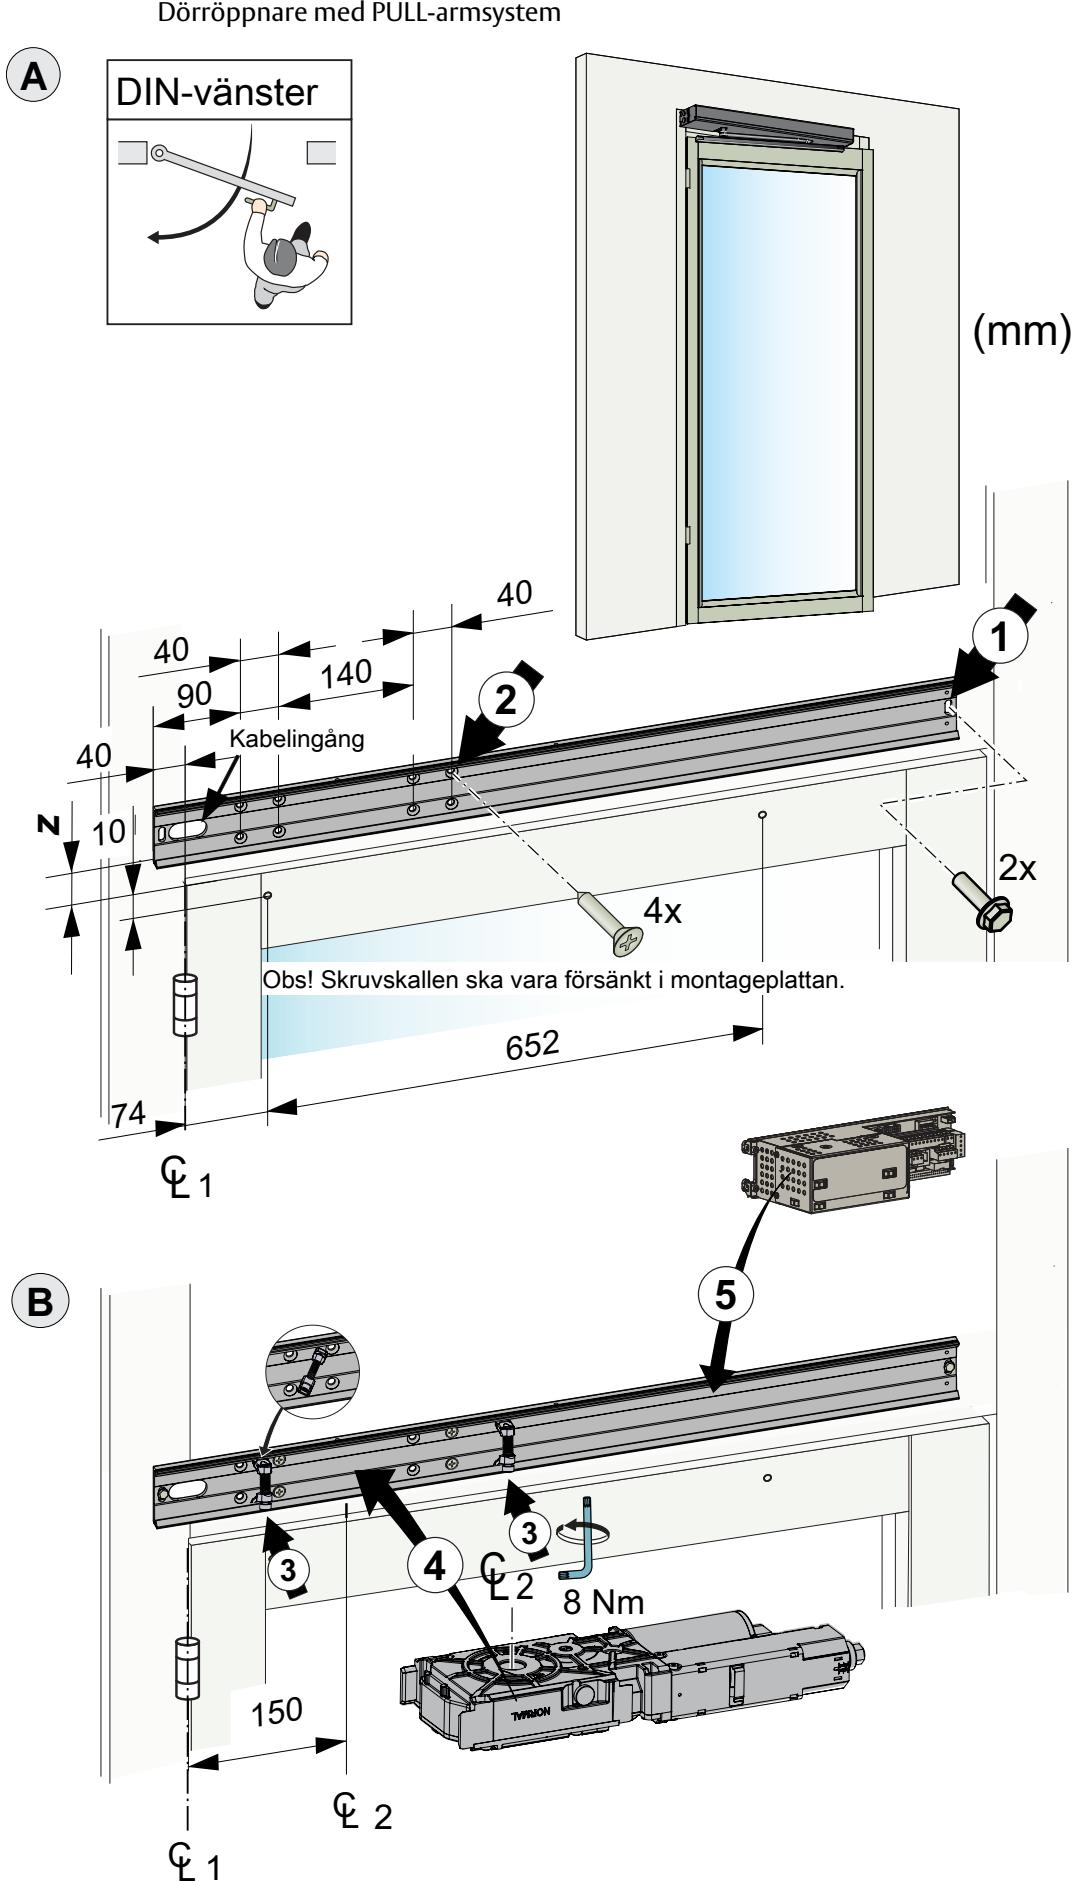 Dörröppnare med PULL-armsystem
A
DIN-vänster
(mm)
40
40
1
140
90
2
Kabelingång
40
z
10
2x
4x
Obs! Skruvskallen ska vara försänkt i montageplattan.
652
74
℄ 1
B
5
3
3
4
℄ 2
8 Nm
NORMAL
150
℄ 2
℄ 1